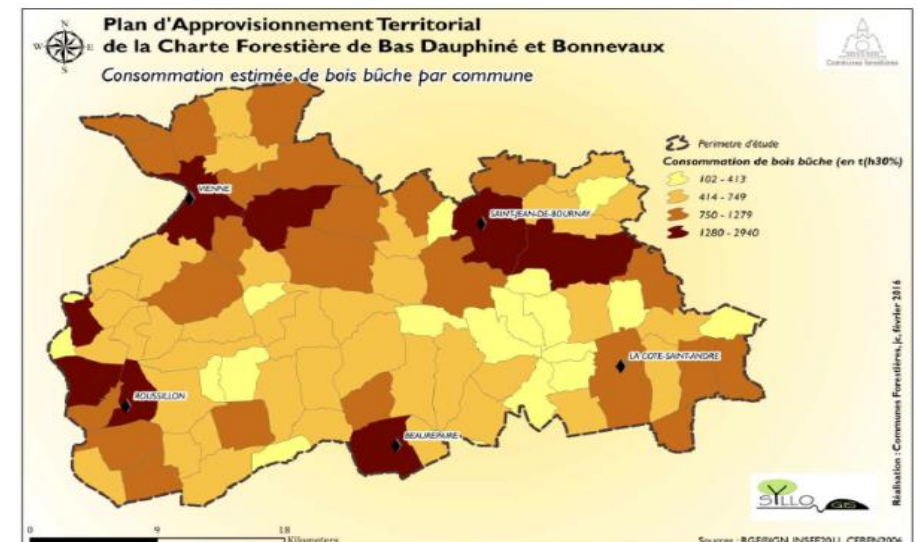 Plan d'Approvisionnement Territorial
de la Charte Forestière de Bas Dauphiné et Bonnevaux
Consommation estimée de bois bûche par commune
N
W E
S
Communes forestières
Perimetre d'étude
Consommation de bois bûche (en t(h30%)
102 - 413
414 - 749
750 - 1279
1280 - 2940
VIENNE
SAINT-JEAN-DE-BOURNAY
LA COTE-SAINT-ANDRE
ROUSSILLON
BEAUREPAIRE
Réalisation : Communes Forestières, jc, février 2016
SYLLO GIS
0 9 18
Kilometers
Sources : BGE@IGN, INSEE2011, CEREN2006